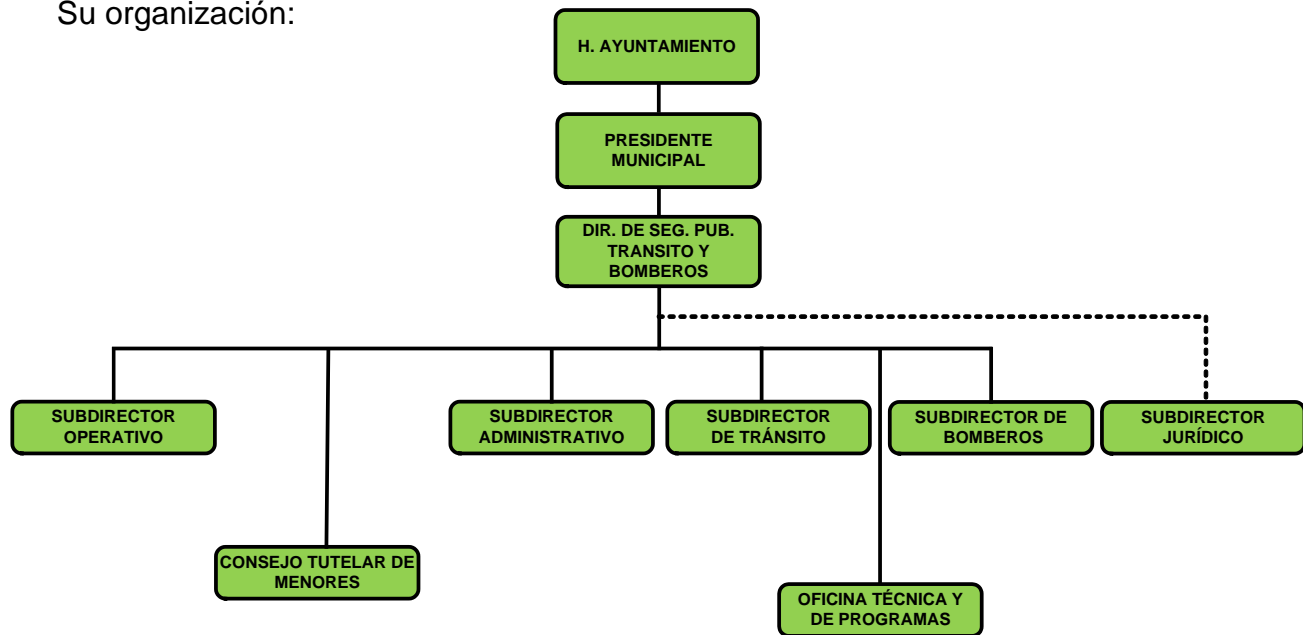 Su organización:
H. AYUNTAMIENTO
PRESIDENTE
MUNICIPAL
DIR. DE SEG. PUB.
TRANSITO Y
BOMBEROS
SUBDIRECTOR
OPERATIVO
SUBDIRECTOR
ADMINISTRATIVO
SUBDIRECTOR
DE TRÁNSITO
SUBDIRECTOR DE
BOMBEROS
SUBDIRECTOR
JURÍDICO
CONSEJO TUTELAR DE
MENORES
OFICINA TÉCNICA Y
DE PROGRAMAS